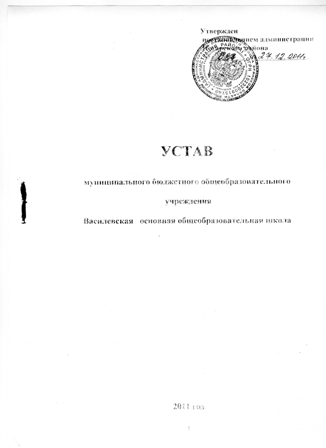 Утвержден
постановлением администрации
района
27.12.2011
УСТАВ
муниципального бюджетного общеобразовательного
учреждения
Василевская основная общеобразовательная школа
2011 год